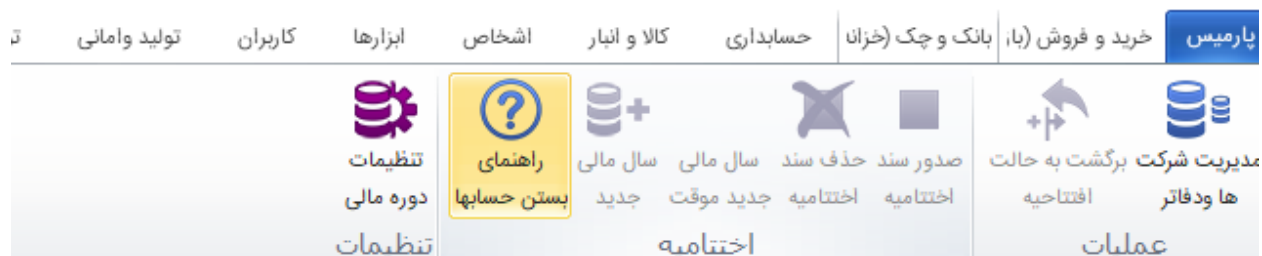 پارمیس خرید و فروش (باز بانک و چک (خزانا حسابداری کالا و انبار اشخاص ابزارها کاربران تولید وامانی
مدیریت شرکت ها ودفاتر
برگشت به حالت افتتاحیه
صدور سند اختتامیه
حذف سند اختتامیه
سال مالی جدید موقت
سال مالی جدید
راهنمای بستن حسابها
تنظیمات دوره مالی
عملیات اختتامیه تنظیمات